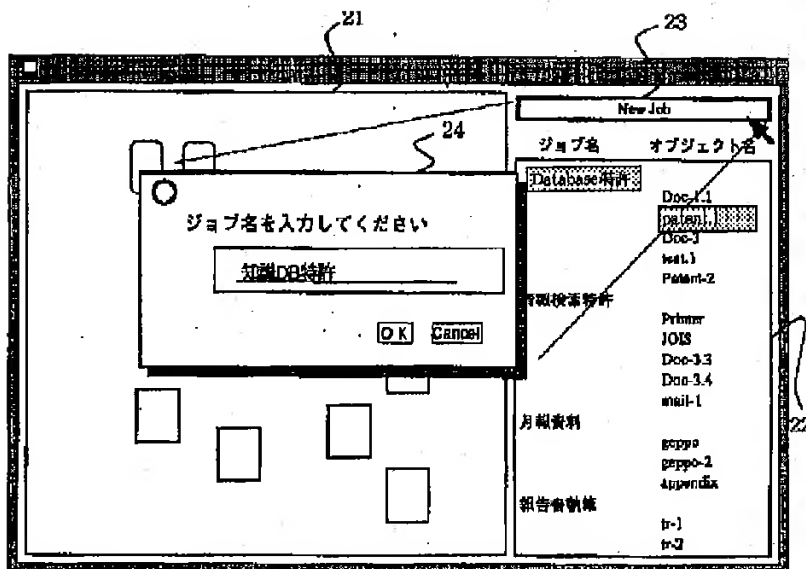 21
23
New Job
24
ジョブ名
オブジェクト名
Database特許
Doc-1.1
patent.1
Doc-3
test.1
Patent-2
ジョブ名を入力してください
知識DB特許
情報検索特許
Printer
JOIS
Doc-3.3
Doc-3.4
mail-1
OK
Cancel
22
月報資料
geppo
geppo-2
Appendix
報告書執筆
tr-1
tr-2